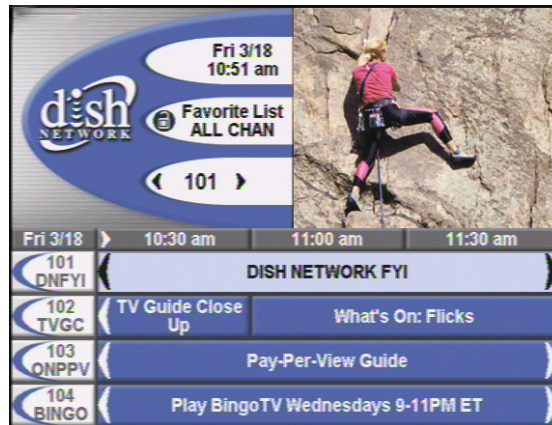 Fri 3/18
10:51 am
dish
NETWORK
Favorite List
ALL CHAN
101
Fri 3/18 10:30 am 11:00 am 11:30 am
101
DNFYI
DISH NETWORK FYI
102
TVGC
TV Guide Close
Up
What's On: Flicks
103
ONPPV
Pay-Per-View Guide
104
BINGO
Play BingoTV Wednesdays 9-11PM ET